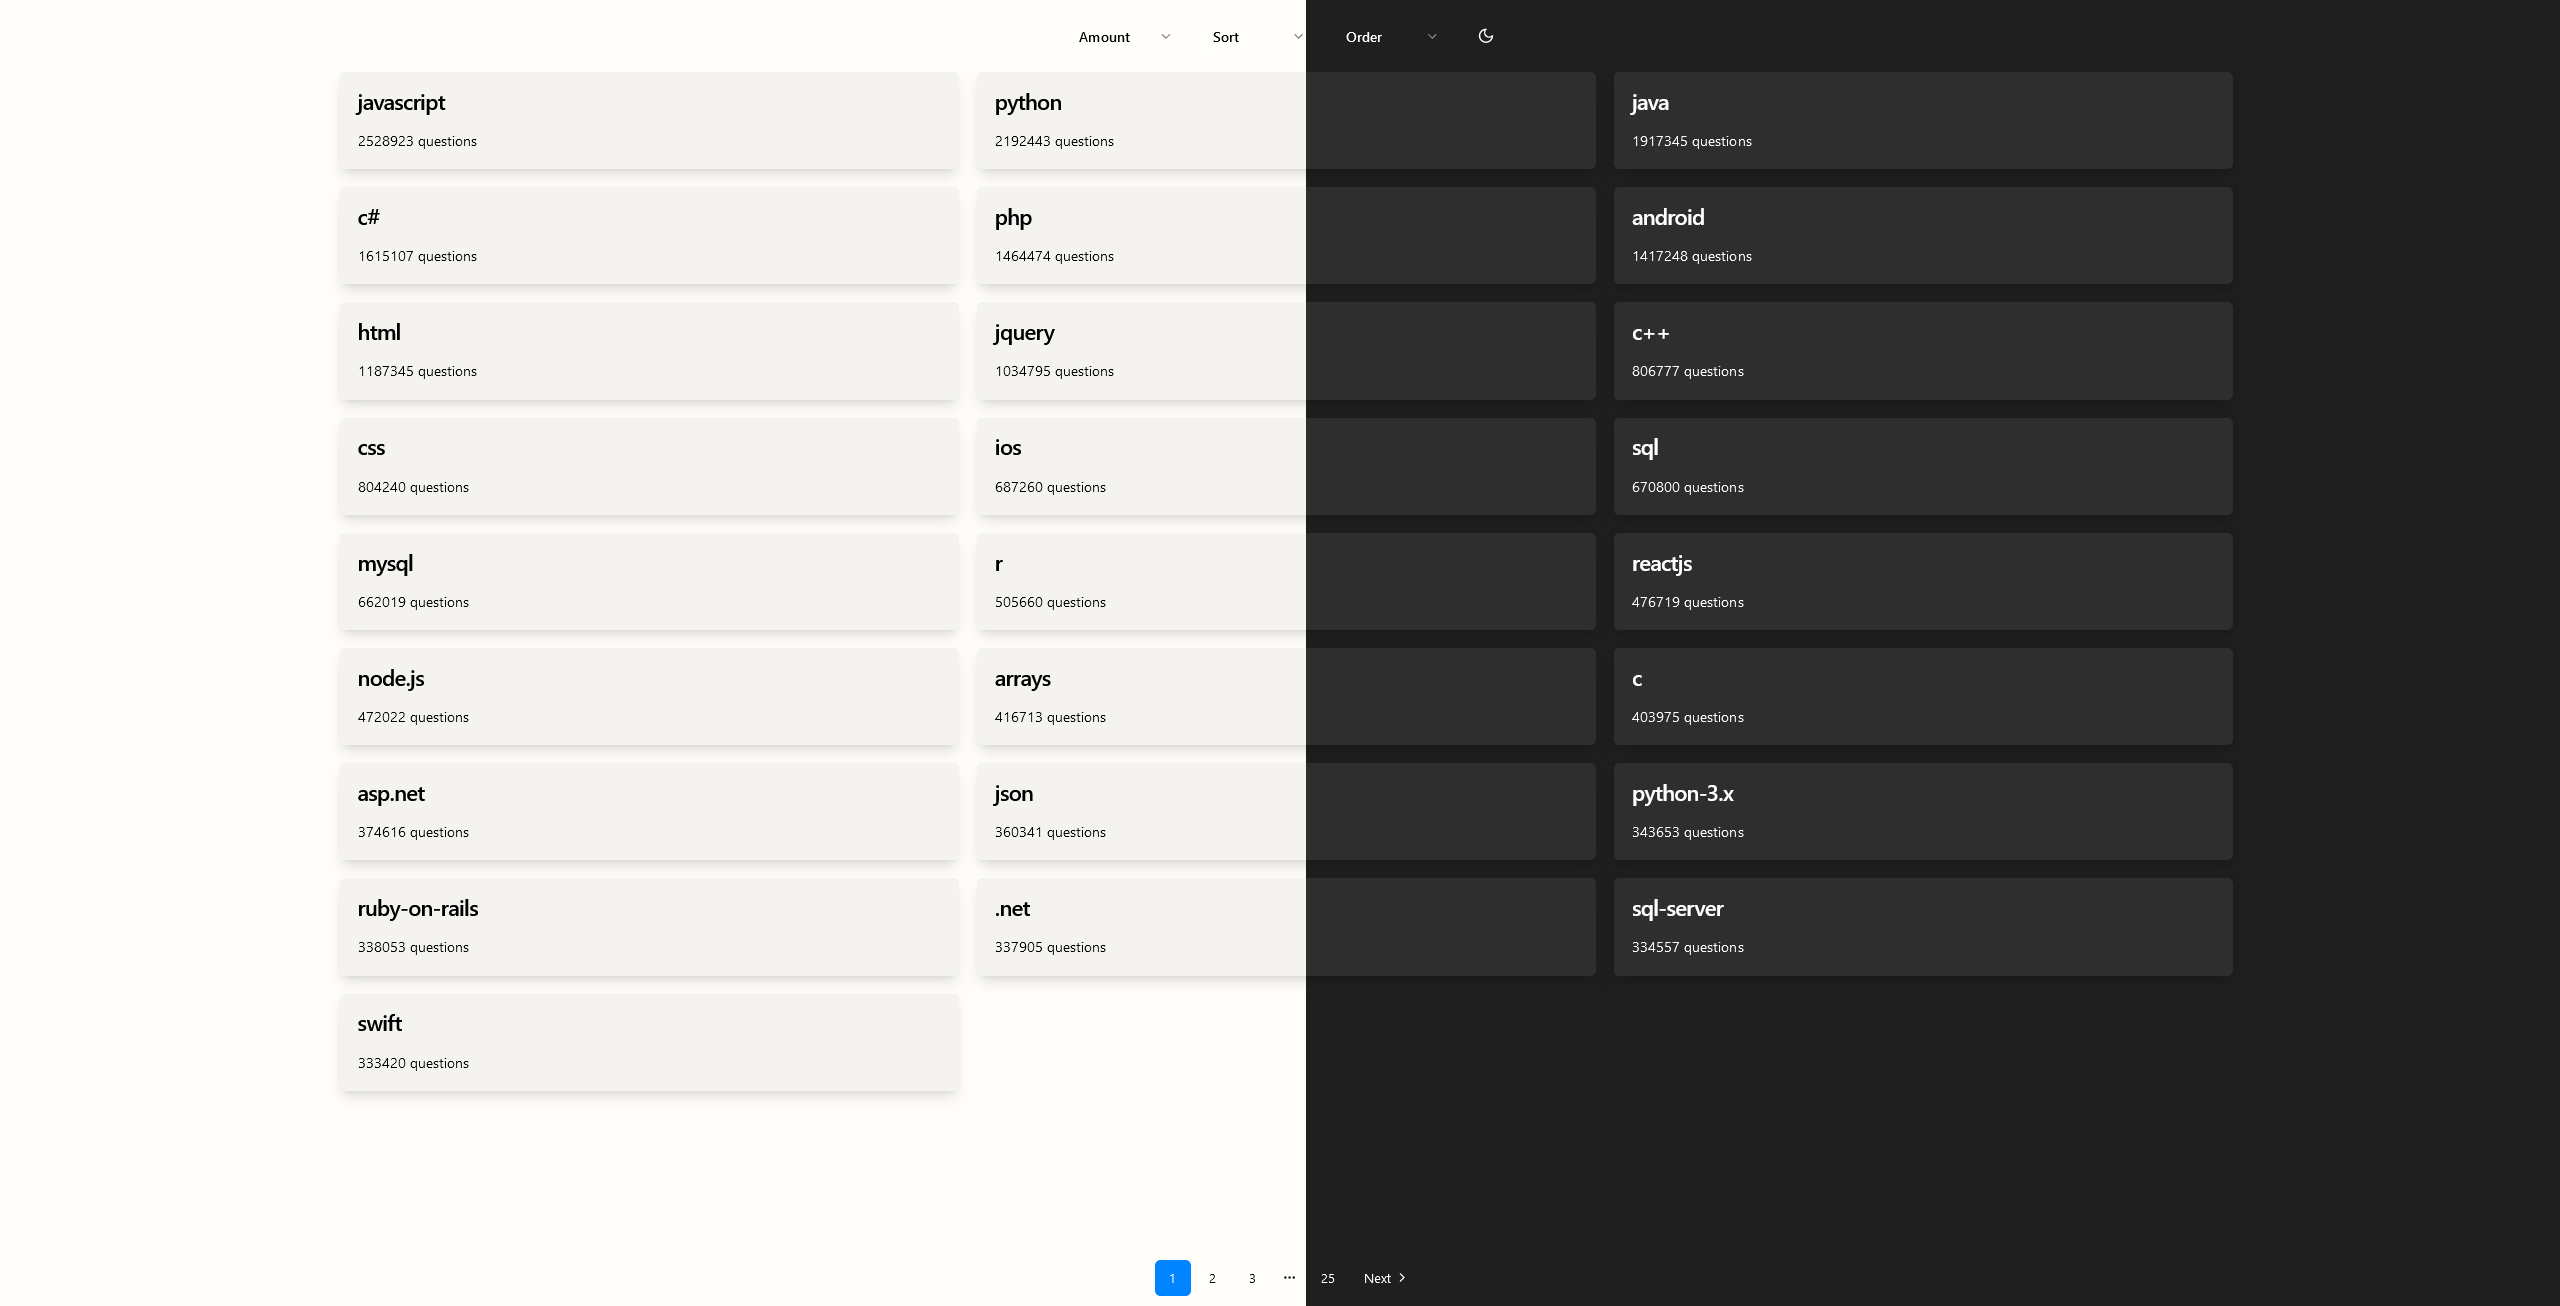 Amount Sort Order
javascript
2528923 questions
python
2192443 questions
java
1917345 questions
c#
1615107 questions
php
1464474 questions
android
1417248 questions
html
1187345 questions
jquery
1034795 questions
c++
806777 questions
css
804240 questions
ios
687260 questions
sql
670800 questions
mysql
662019 questions
r
505660 questions
reactjs
476719 questions
node.js
472022 questions
arrays
416713 questions
c
403975 questions
asp.net
374616 questions
json
360341 questions
python-3.x
343653 questions
ruby-on-rails
338053 questions
.net
337905 questions
sql-server
334557 questions
swift
333420 questions
1 2 3 ··· 25 Next